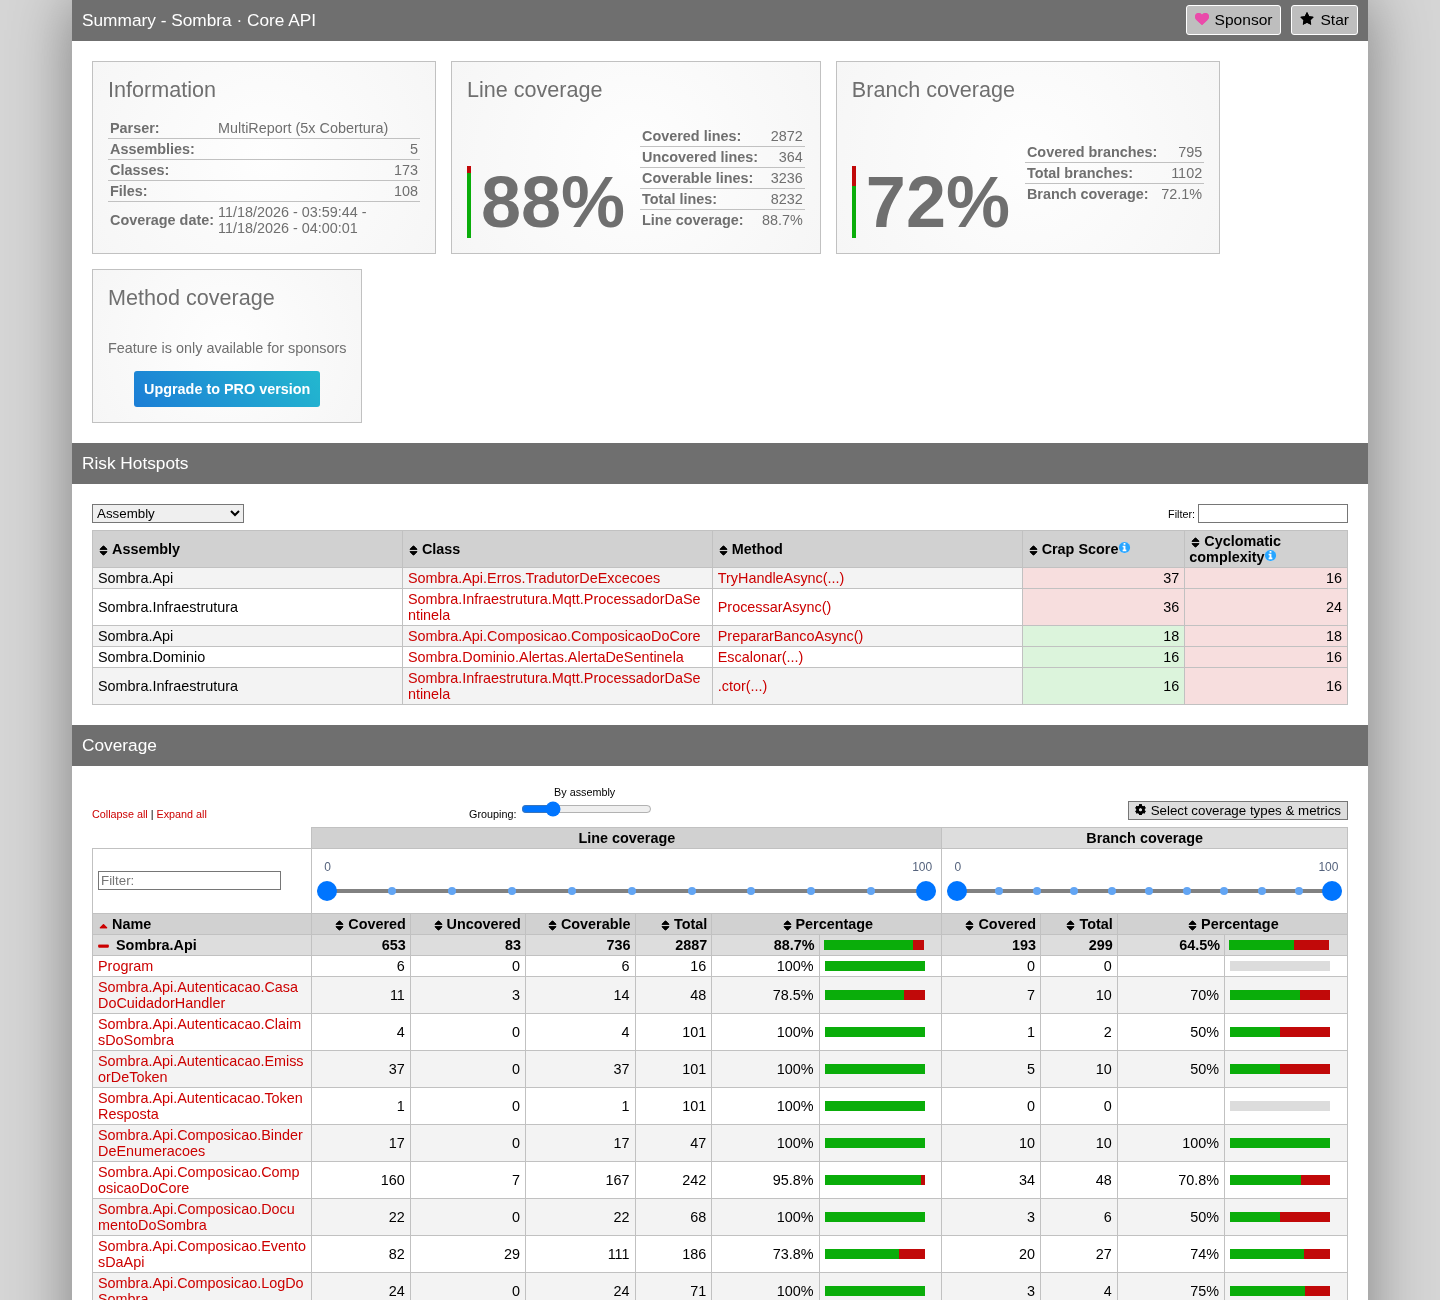 Summary - Sombra · Core API
Sponsor
Star
Information
Parser: MultiReport (5x Cobertura)
Assemblies: 5
Classes: 173
Files: 108
Coverage date: 11/18/2026 - 03:59:44 -
11/18/2026 - 04:00:01
Line coverage
88%
Covered lines: 2872
Uncovered lines: 364
Coverable lines: 3236
Total lines: 8232
Line coverage: 88.7%
Branch coverage
72%
Covered branches: 795
Total branches: 1102
Branch coverage: 72.1%
Method coverage
Feature is only available for sponsors
Upgrade to PRO version
Risk Hotspots
Assembly
Filter:
Assembly Class Method Crap Score Cyclomatic
complexity
Sombra.Api Sombra.Api.Erros.TradutorDeExcecoes TryHandleAsync(...) 37 16
Sombra.Infraestrutura Sombra.Infraestrutura.Mqtt.ProcessadorDaSe
ntinela ProcessarAsync() 36 24
Sombra.Api Sombra.Api.Composicao.ComposicaoDoCore PrepararBancoAsync() 18 18
Sombra.Dominio Sombra.Dominio.Alertas.AlertaDeSentinela Escalonar(...) 16 16
Sombra.Infraestrutura Sombra.Infraestrutura.Mqtt.ProcessadorDaSe
ntinela .ctor(...) 16 16
Coverage
By assembly
Collapse all | Expand all
Grouping:
Select coverage types & metrics
Line coverage Branch coverage
Filter:
0 100 0 100
Name Covered Uncovered Coverable Total Percentage Covered Total Percentage
Sombra.Api 653 83 736 2887 88.7% 193 299 64.5%
Program 6 0 6 16 100% 0 0
Sombra.Api.Autenticacao.Casa
DoCuidadorHandler 11 3 14 48 78.5% 7 10 70%
Sombra.Api.Autenticacao.Claim
sDoSombra 4 0 4 101 100% 1 2 50%
Sombra.Api.Autenticacao.Emiss
orDeToken 37 0 37 101 100% 5 10 50%
Sombra.Api.Autenticacao.Token
Resposta 1 0 1 101 100% 0 0
Sombra.Api.Composicao.Binder
DeEnumeracoes 17 0 17 47 100% 10 10 100%
Sombra.Api.Composicao.Comp
osicaoDoCore 160 7 167 242 95.8% 34 48 70.8%
Sombra.Api.Composicao.Docu
mentoDoSombra 22 0 22 68 100% 3 6 50%
Sombra.Api.Composicao.Evento
sDaApi 82 29 111 186 73.8% 20 27 74%
Sombra.Api.Composicao.LogDo
Sombra 24 0 24 71 100% 3 4 75%